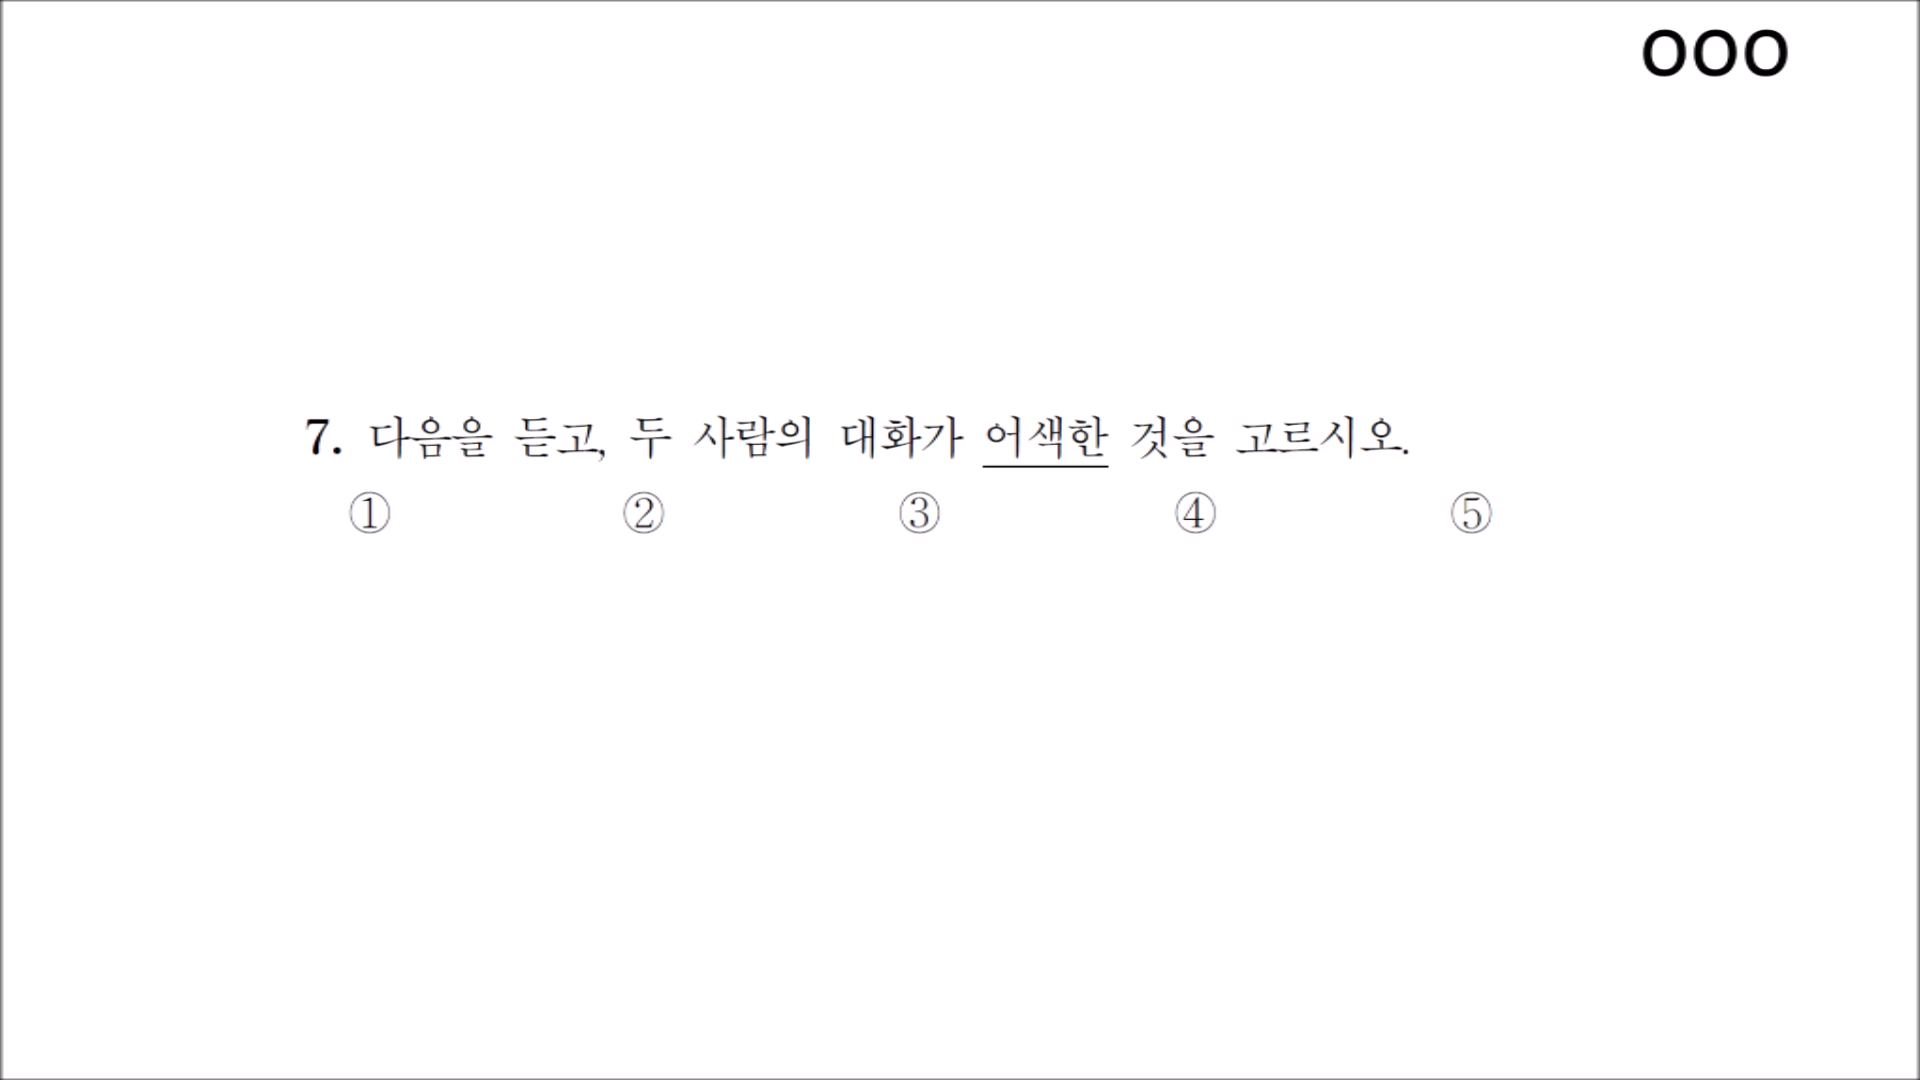 OOO
7. 다음을 듣고, 두 사람의 대화가 어색한 것을 고르시오.
① ② ③ ④ ⑤